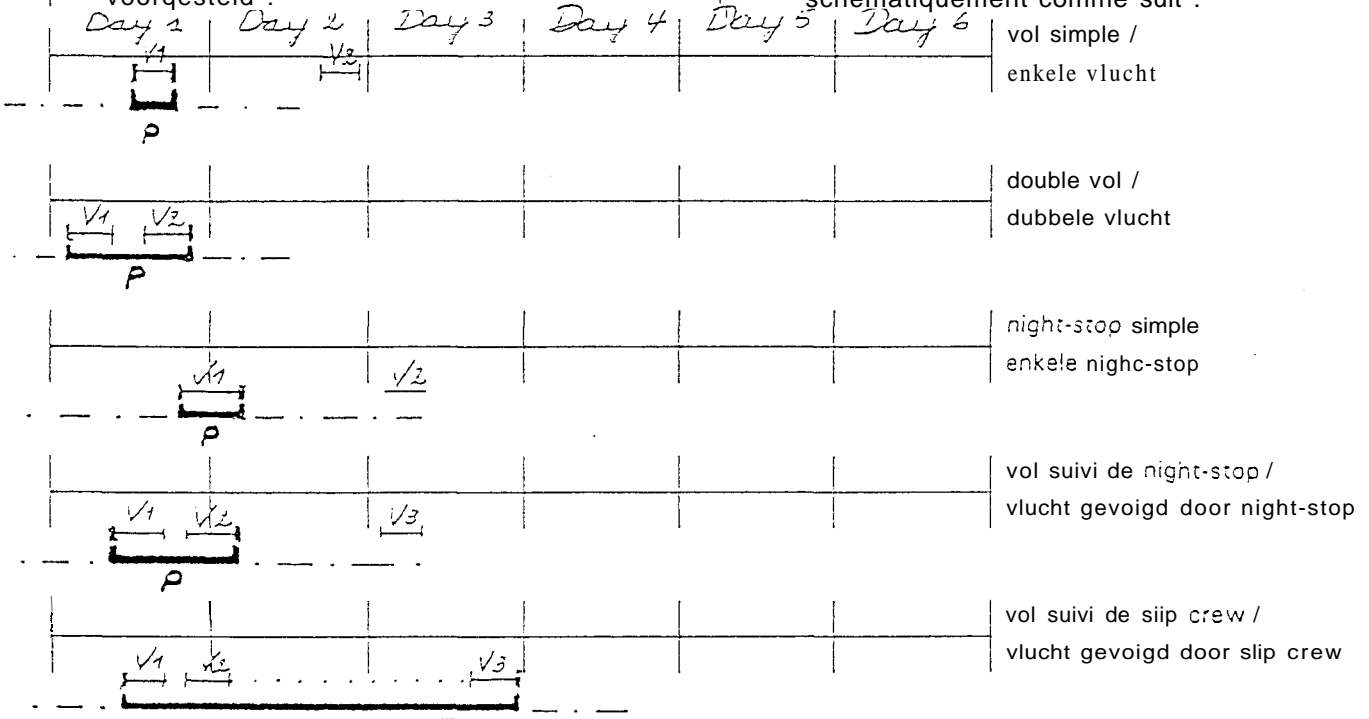 voorgesteld : schématiquement comme suit :
Day 1 Day 2 Day 3 Day 4 Day 5 Day 6
V1 V2
vol simple /
enkele vlucht
P
double vol /
dubbele vlucht
V1 V2
P
night-stop simple
enkele nighc-stop
V1 V2
P
vol suivi de night-stop /
vlucht gevoigd door night-stop
V1 V2 V3
P
vol suivi de siip crew /
vlucht gevoigd door slip crew
V1 V2 V3